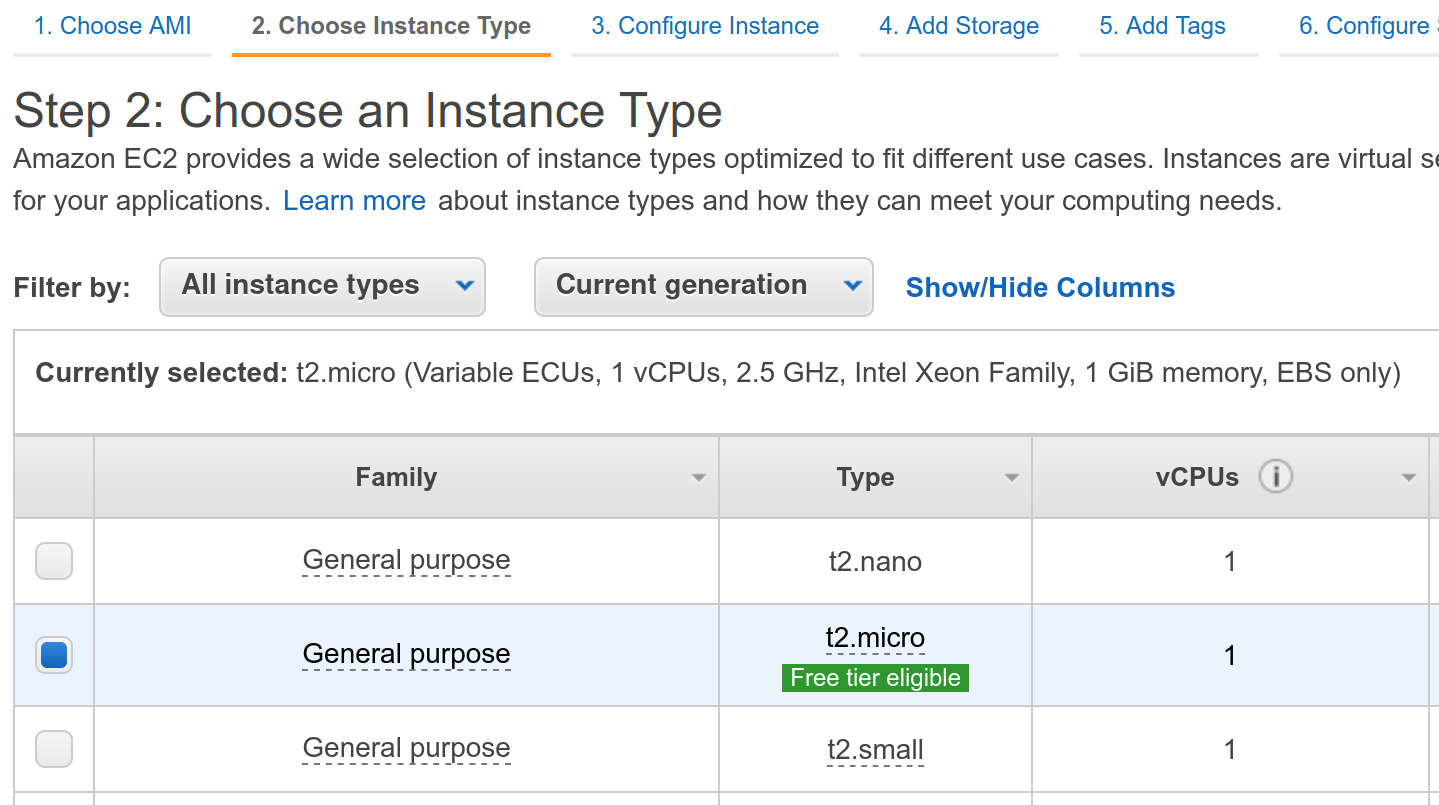 1. Choose AMI 2. Choose Instance Type 3. Configure Instance 4. Add Storage 5. Add Tags 6. Configure
Step 2: Choose an Instance Type
Amazon EC2 provides a wide selection of instance types optimized to fit different use cases. Instances are virtual se
for your applications. Learn more about instance types and how they can meet your computing needs.
Filter by: All instance types Current generation Show/Hide Columns
Currently selected: t2.micro (Variable ECUs, 1 vCPUs, 2.5 GHz, Intel Xeon Family, 1 GiB memory, EBS only)
Family Type vCPUs i
General purpose t2.nano 1
General purpose t2.micro 1
Free tier eligible
General purpose t2.small 1